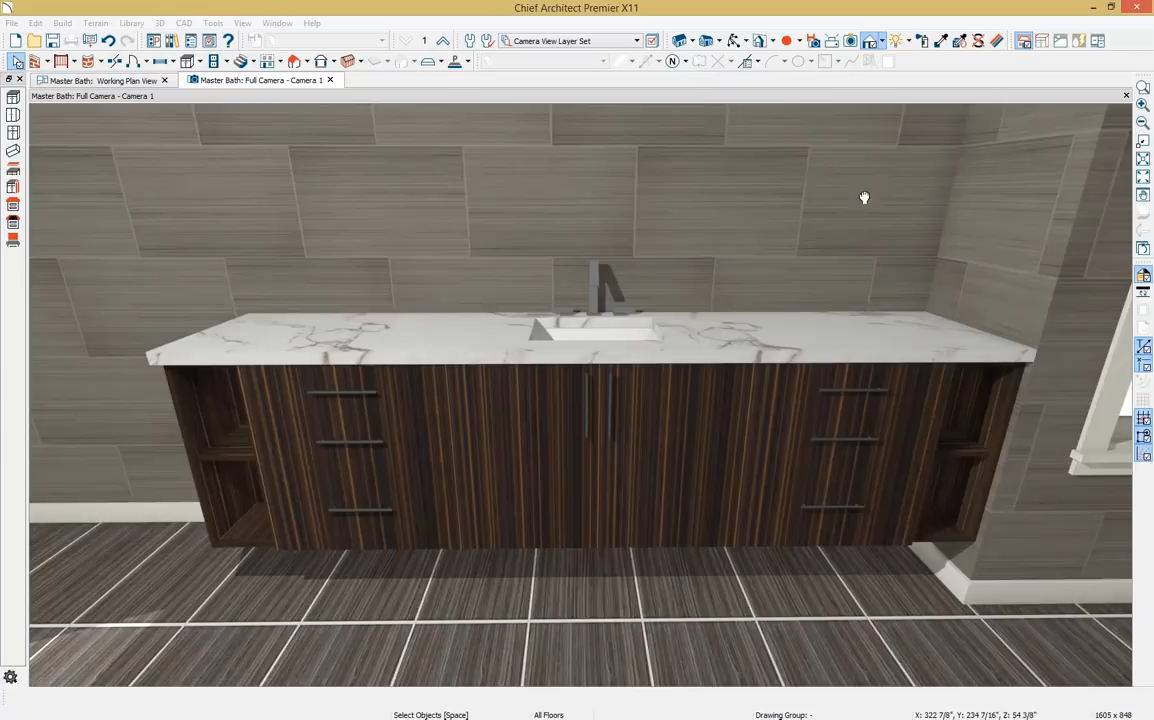 Chief Architect Premier X11
File Edit Build Terrain Library 3D CAD Tools View Window Help
1 Camera View Layer Set
N
Master Bath: Working Plan View Master Bath: Full Camera - Camera 1
Master Bath: Full Camera - Camera 1
Select Objects [Space] All Floors Drawing Group: - X: 322 7/8", Y: 234 7/16", Z: 54 3/8" 1605 x 848